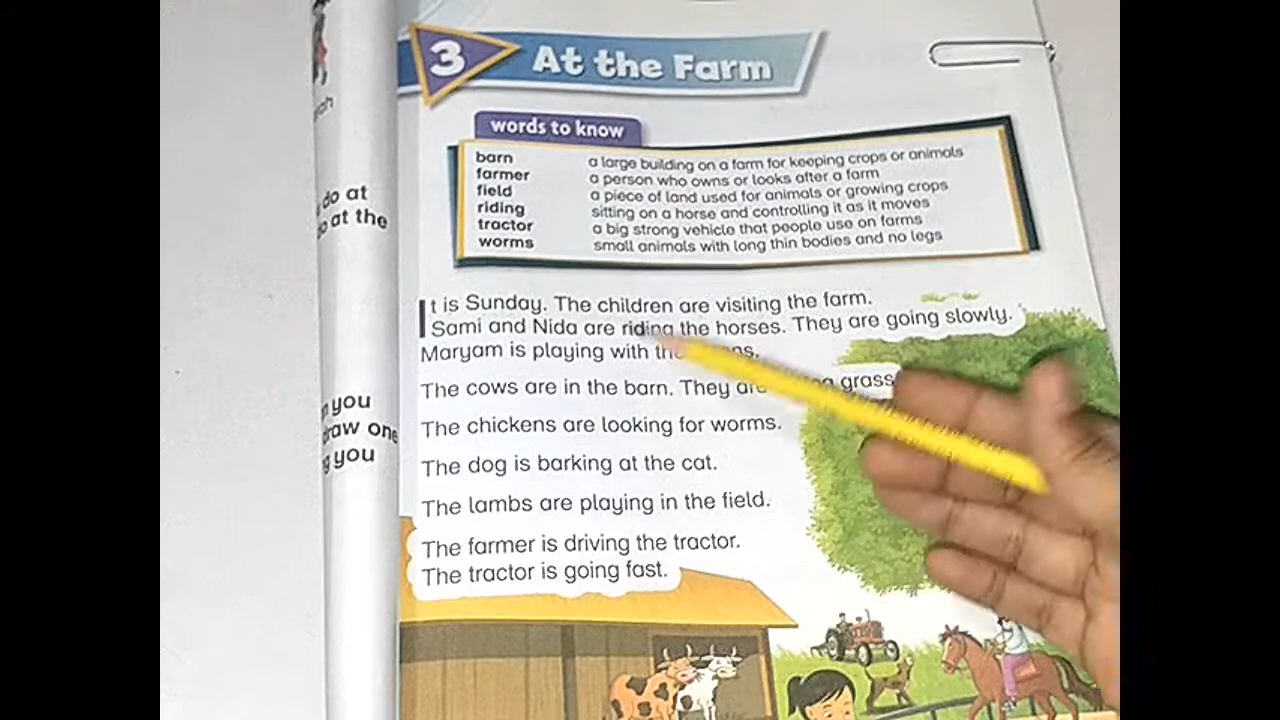 3 At the Farm
words to know
barn a large building on a farm for keeping crops or animals
farmer a person who owns or looks after a farm
field a piece of land used for animals or growing crops
riding sitting on a horse and controlling it as it moves
tractor a big strong vehicle that people use on farms
worms small animals with long thin bodies and no legs
It is Sunday. The children are visiting the farm.
Sami and Nida are riding the horses. They are going slowly.
Maryam is playing with
The cows are in the barn. They grass
The chickens are looking for worms.
The dog is barking at the cat.
The lambs are playing in the field.
The farmer is driving the tractor.
The tractor is going fast.
do at
at the
you
one
you